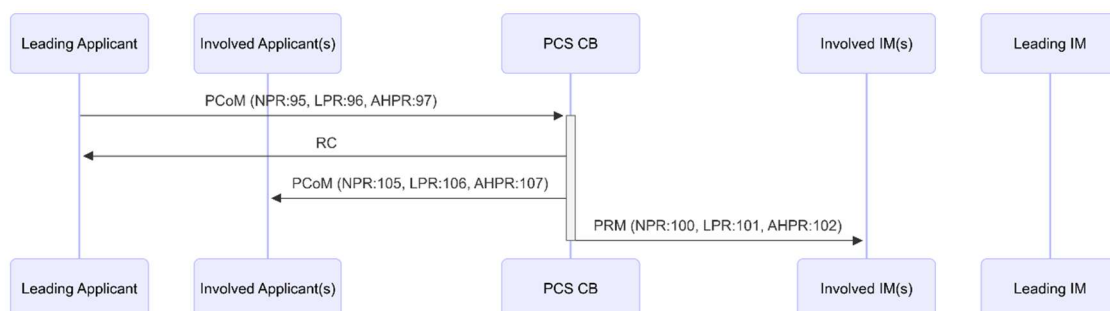 Leading Applicant
Involved Applicant(s)
PCS CB
Involved IM(s)
Leading IM
PCoM (NPR:95, LPR:96, AHPR:97)
RC
PCoM (NPR:105, LPR:106, AHPR:107)
PRM (NPR:100, LPR:101, AHPR:102)
Leading Applicant
Involved Applicant(s)
PCS CB
Involved IM(s)
Leading IM